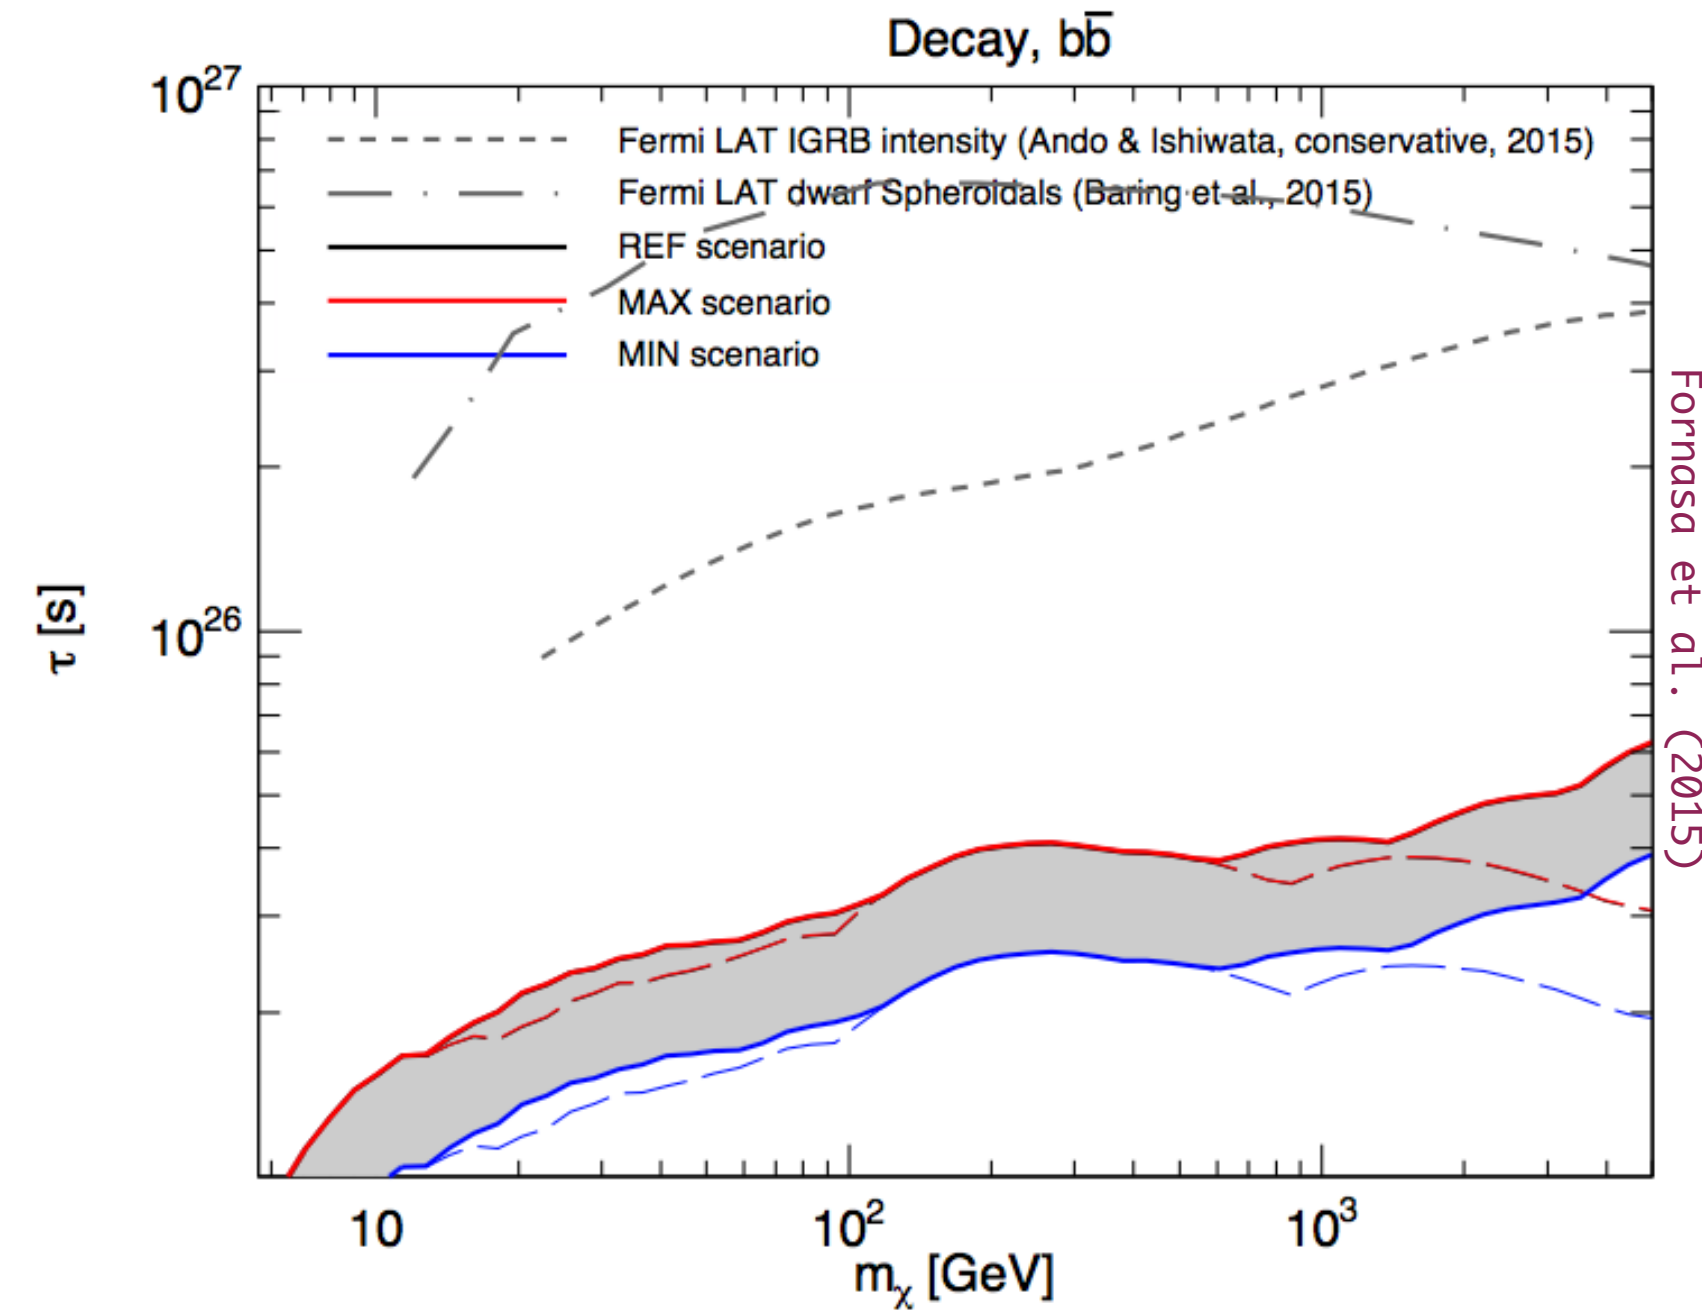 Decay, bb̅
10²⁷
Fermi LAT IGRB intensity (Ando & Ishiwata, conservative, 2015)
Fermi LAT dwarf Spheroidals (Baring et al., 2015)
REF scenario
MAX scenario
MIN scenario
10²⁶
τ [s]
10 10² 10³
mᵪ [GeV]
Fornasa et al. (2015)